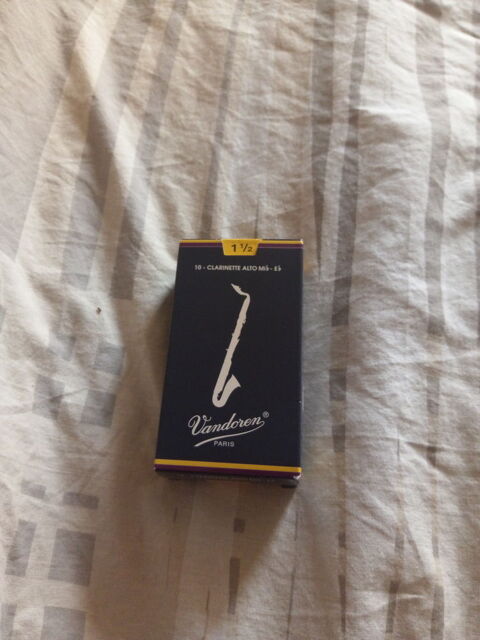 1 ½
10 - CLARINETTE ALTO Mi♭ - E♭
Vandoren®
PARIS